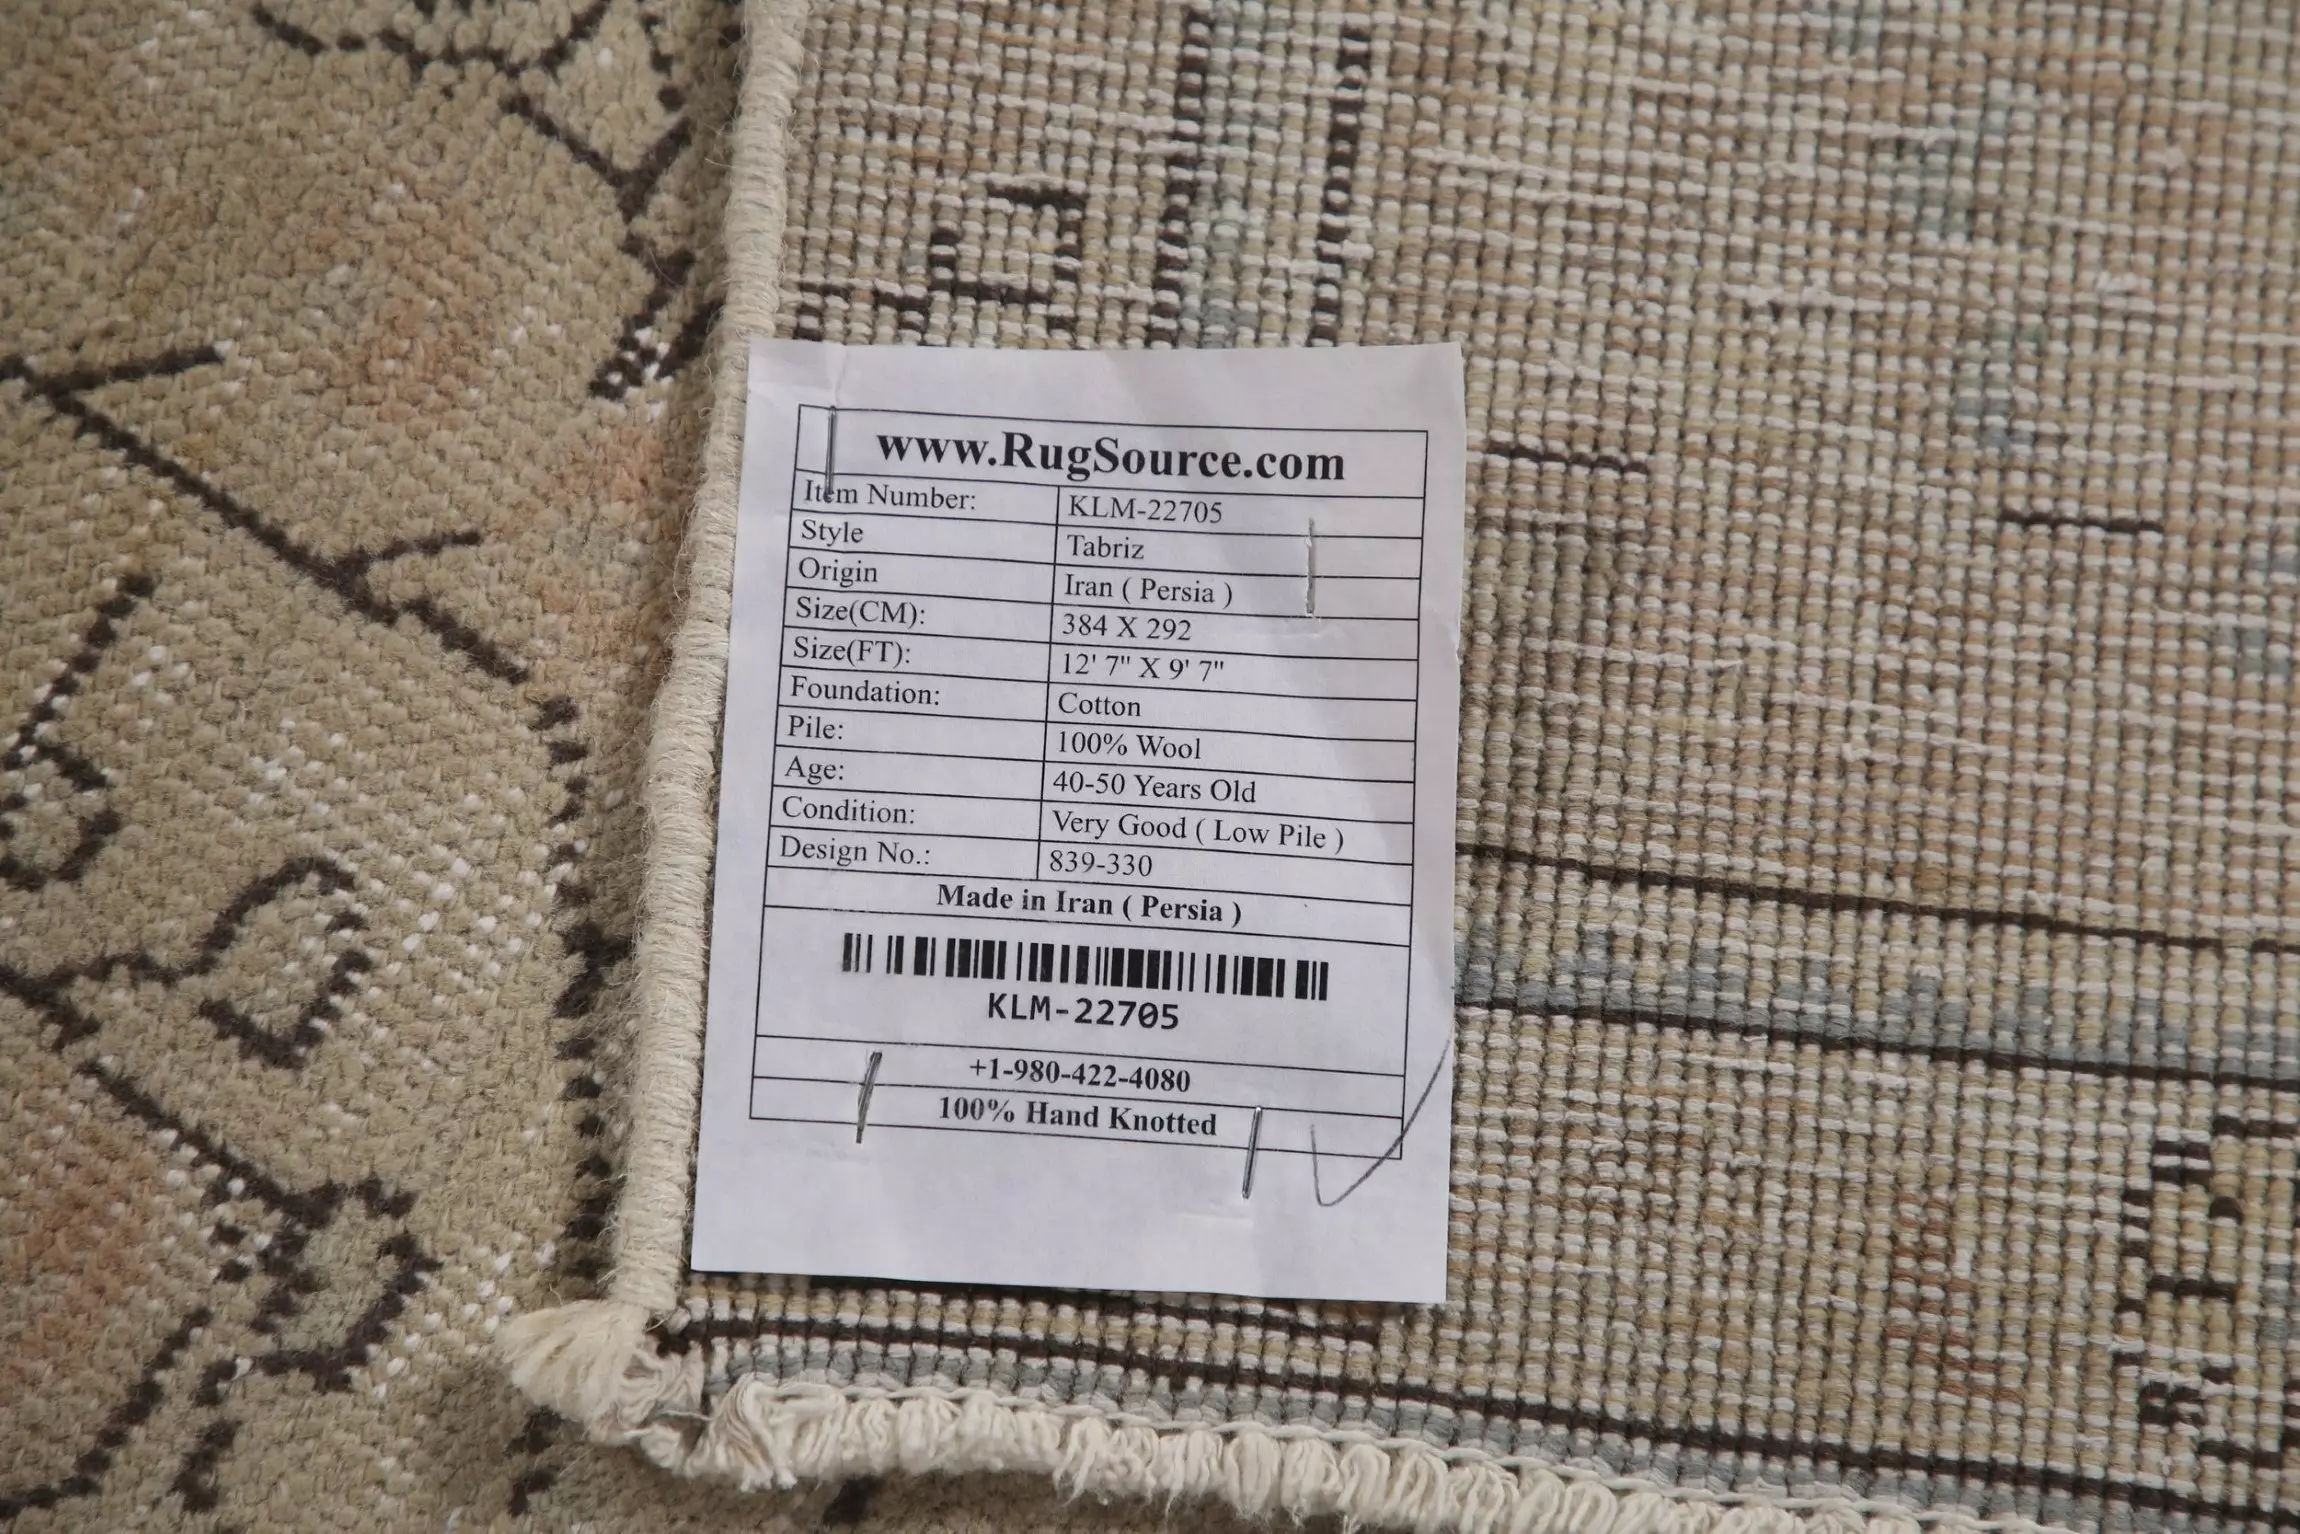 www.RugSource.com
Item Number: KLM-22705
Style Tabriz
Origin Iran ( Persia )
Size(CM): 384 X 292
Size(FT): 12' 7" X 9' 7"
Foundation: Cotton
Pile: 100% Wool
Age: 40-50 Years Old
Condition: Very Good ( Low Pile )
Design No.: 839-330
Made in Iran ( Persia )
KLM-22705
+1-980-422-4080
100% Hand Knotted